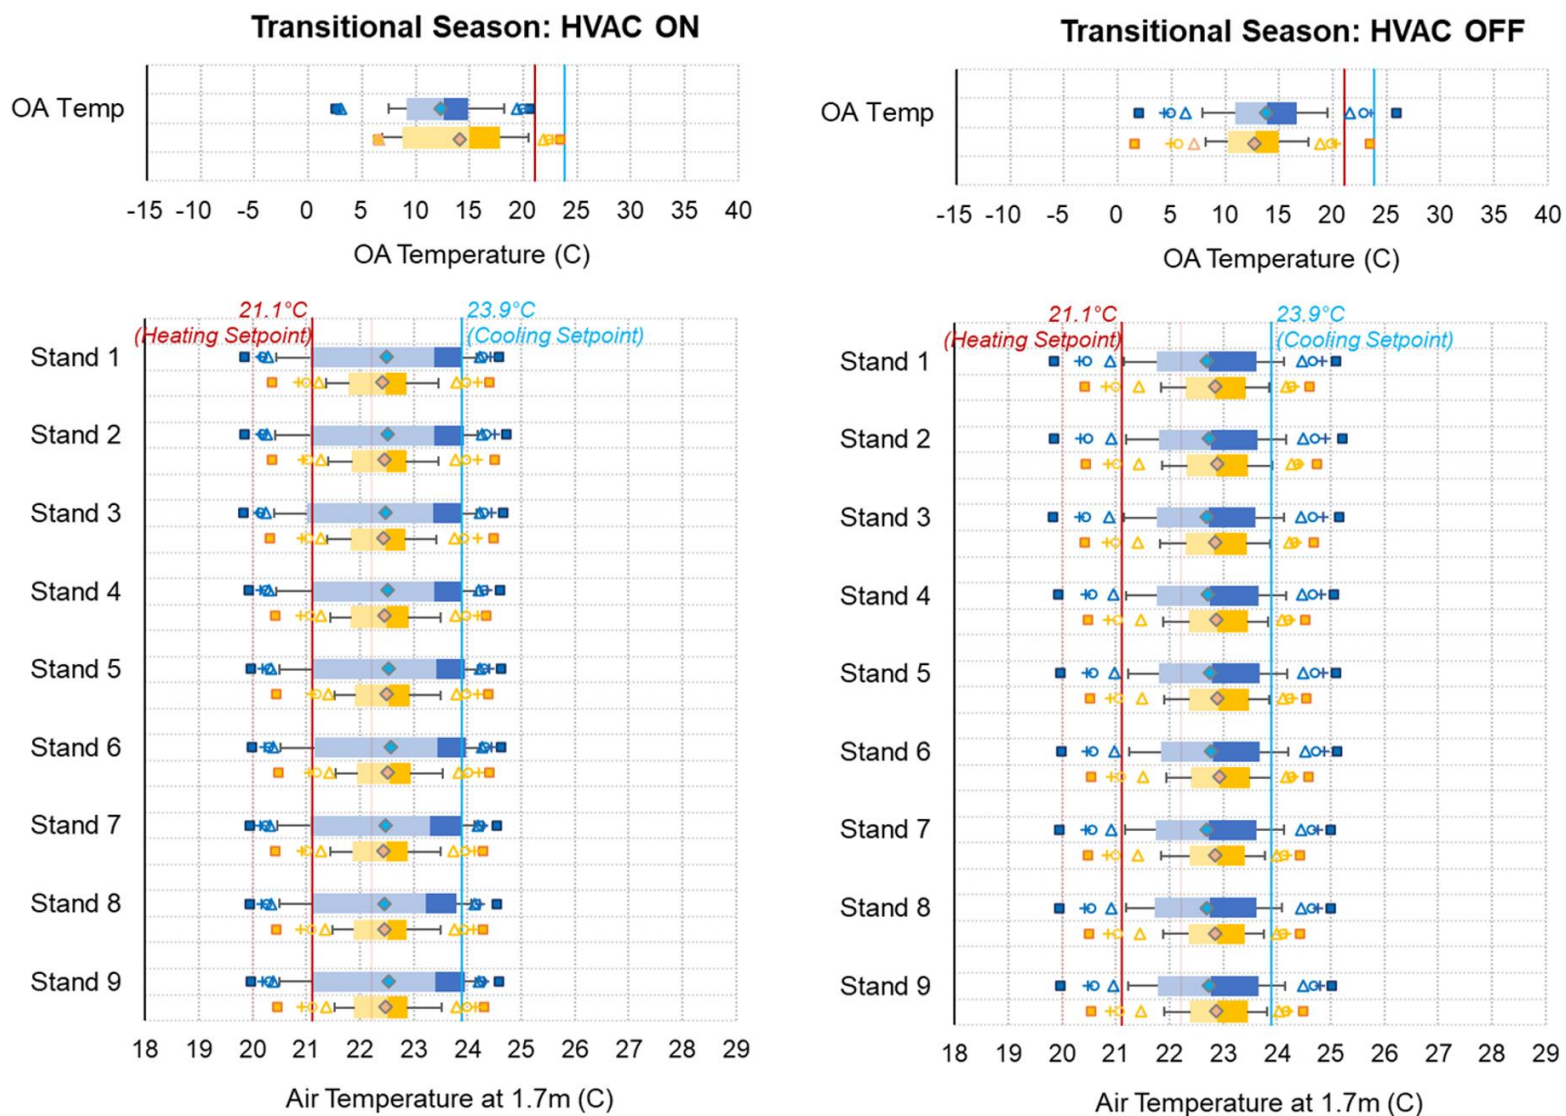 Transitional Season: HVAC ON
OA Temp
-15 -10 -5 0 5 10 15 20 25 30 35 40
OA Temperature (C)
21.1°C
(Heating Setpoint)
23.9°C
(Cooling Setpoint)
Stand 1
Stand 2
Stand 3
Stand 4
Stand 5
Stand 6
Stand 7
Stand 8
Stand 9
18 19 20 21 22 23 24 25 26 27 28 29
Air Temperature at 1.7m (C)
Transitional Season: HVAC OFF
OA Temp
-15 -10 -5 0 5 10 15 20 25 30 35 40
OA Temperature (C)
21.1°C
(Heating Setpoint)
23.9°C
(Cooling Setpoint)
Stand 1
Stand 2
Stand 3
Stand 4
Stand 5
Stand 6
Stand 7
Stand 8
Stand 9
18 19 20 21 22 23 24 25 26 27 28 29
Air Temperature at 1.7m (C)